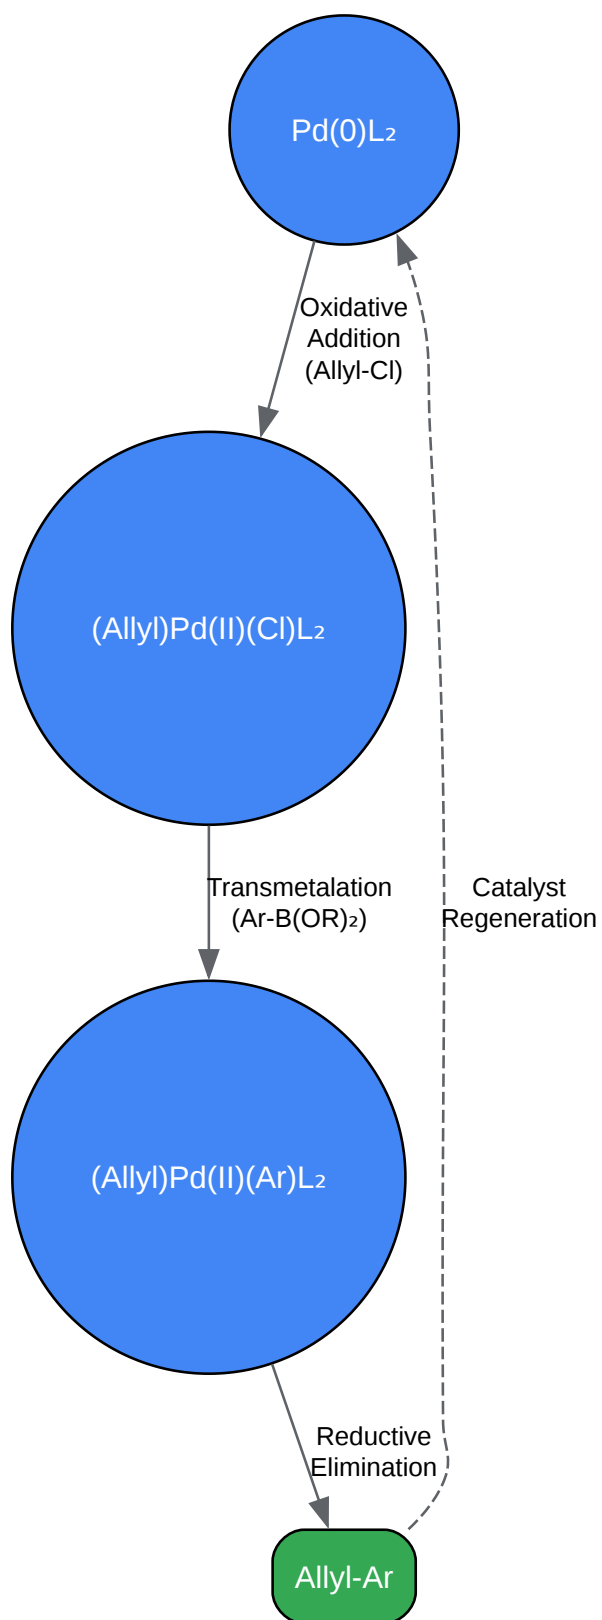 Pd(0)L₂
Oxidative
Addition
(Allyl-Cl)
(Allyl)Pd(II)(Cl)L₂
Transmetalation
(Ar-B(OR)₂)
Catalyst
Regeneration
(Allyl)Pd(II)(Ar)L₂
Reductive
Elimination
Allyl-Ar